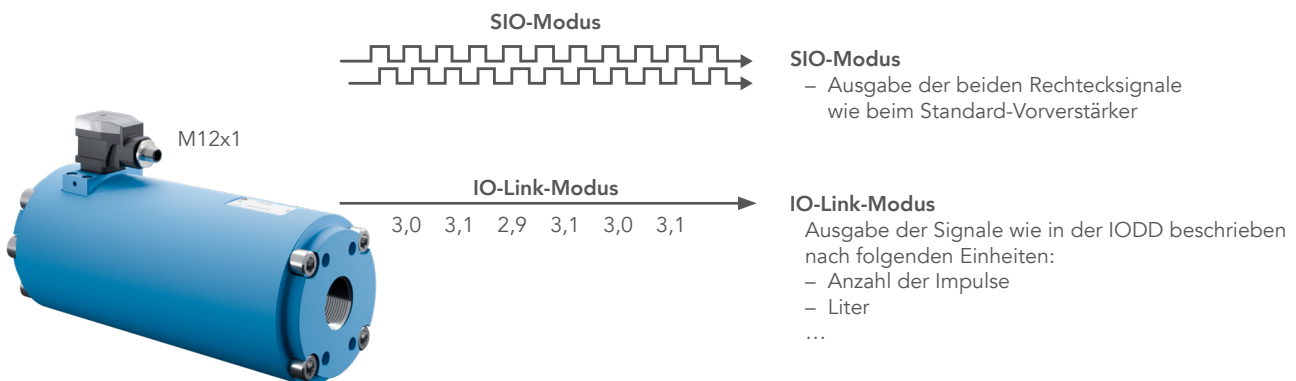 SIO-Modus
SIO-Modus
– Ausgabe der beiden Rechtecksignale
wie beim Standard-Vorverstärker
M12x1
IO-Link-Modus
3,0 3,1 2,9 3,1 3,0 3,1
IO-Link-Modus
Ausgabe der Signale wie in der IODD beschrieben
nach folgenden Einheiten:
– Anzahl der Impulse
– Liter
…